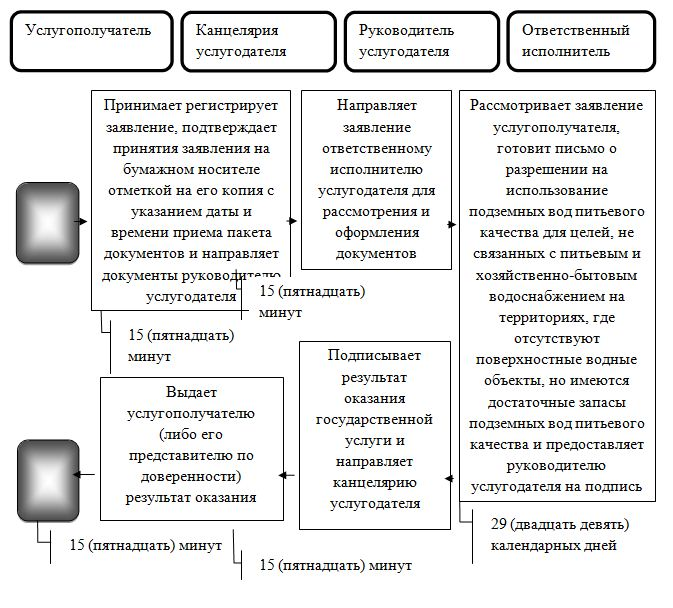 Услугополучатель
Канцелярия
услугодателя
Руководитель
услугодателя
Ответственный
исполнитель
Принимает регистрирует
заявление, подтверждает
принятия заявления на
бумажном носителе
отметкой на его копия с
указанием даты и
времени приема пакета
документов и направляет
документы руководителю
услугодателя
15 (пятнадцать)
минут
Направляет
заявление
ответственному
исполнителю
услугодателя для
рассмотрения и
оформления
документов
15 (пятнадцать)
минут
Рассмотривает заявление
услугополучателя,
готовит письмо о
разрешении на
использование
подземных вод питьевого
качества для целей, не
связанных с питьевым и
хозяйственно-бытовым
водоснабжением на
территориях, где
отсутствуют
поверхностные водные
объекты, но имеются
достаточные запасы
подземных вод питьевого
качества и предоставляет
руководителю
услугодателя на подпись
29 (двадцать девять)
календарных дней
Подписывает
результат
оказания
государственной
услуги и
направляет
канцелярию
услугодателя
15 (пятнадцать) минут
Выдает
услугополучателю
(либо его
представителю по
доверенности)
результат оказания
15 (пятнадцать) минут